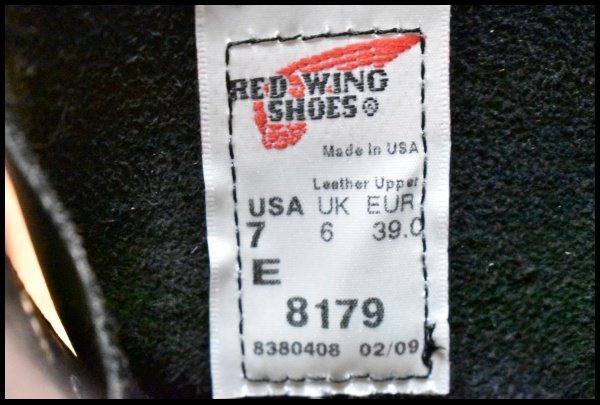 RED WING
SHOES®
Made in USA
Leather Upper
USA UK EUR
7 6 39.0
E
8179
8380408 02/09